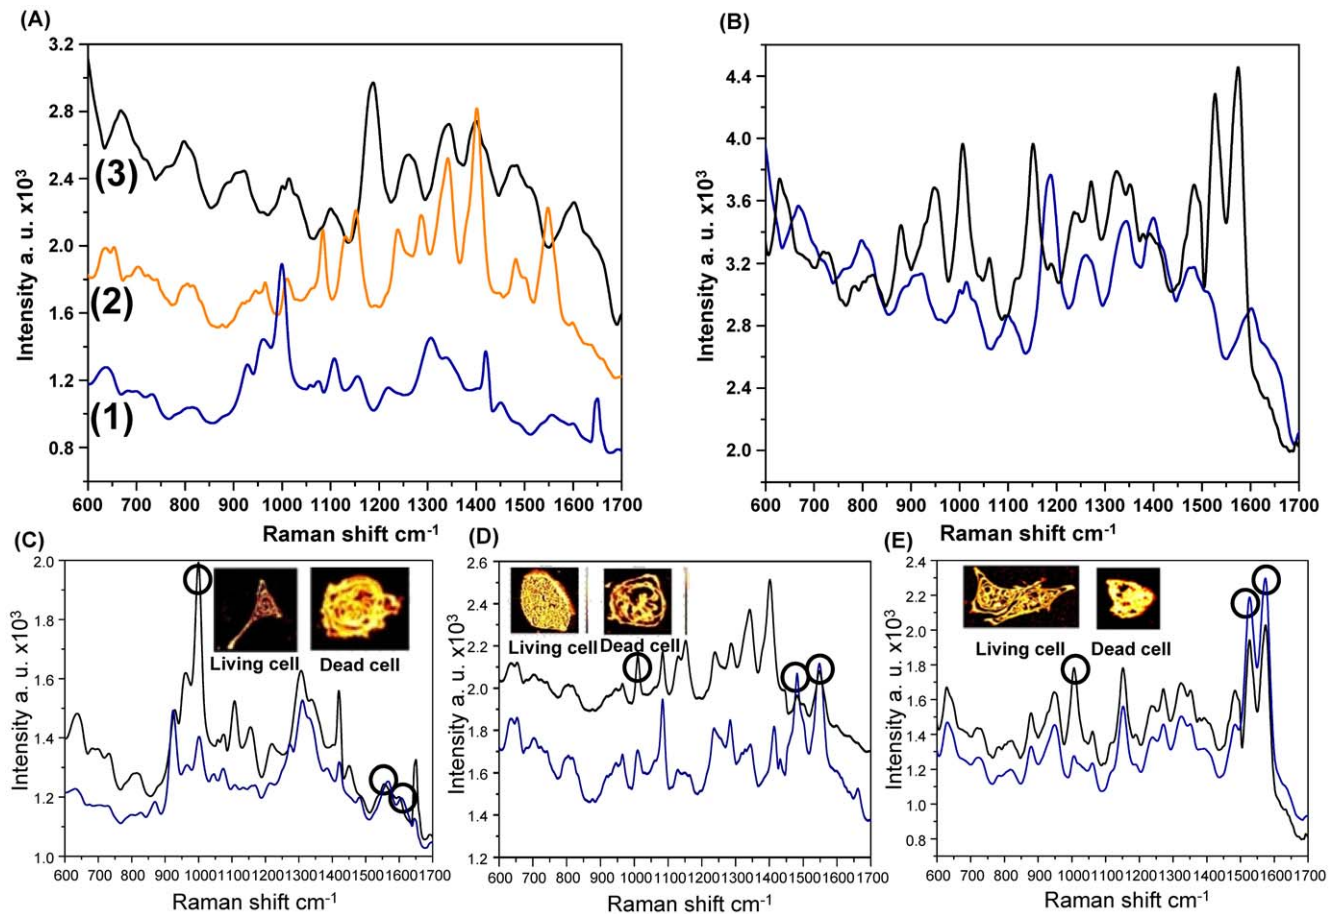 (A)
(B)
3.2
2.8
2.4
2.0
1.6
1.2
0.8
Intensity a. u. x10³
(3)
(2)
(1)
600 700 800 900 1000 1100 1200 1300 1400 1500 1600 1700
Raman shift cm⁻¹
4.4
4.0
3.6
3.2
2.8
2.4
2.0
Intensity a. u. x10³
600 700 800 900 1000 1100 1200 1300 1400 1500 1600 1700
Raman shift cm⁻¹
(C)
2.0
1.8
1.6
1.4
1.2
1.0
Intensity a. u. x10³
Living cell Dead cell
600 700 800 900 1000 1100 1200 1300 1400 1500 1600 1700
Raman shift cm⁻¹
(D)
2.6
2.4
2.2
2.0
1.8
1.6
1.4
1.2
Intensity a. u. x10³
Living cell Dead cell
600 700 800 900 1000 1100 1200 1300 1400 1500 1600 1700
Raman shift cm⁻¹
(E)
2.4
2.2
2.0
1.8
1.6
1.4
1.2
1.0
0.8
Intensity a. u. x10³
Living cell Dead cell
600 700 800 900 1000 1100 1200 1300 1400 1500 1600 1700
Raman shift cm⁻¹